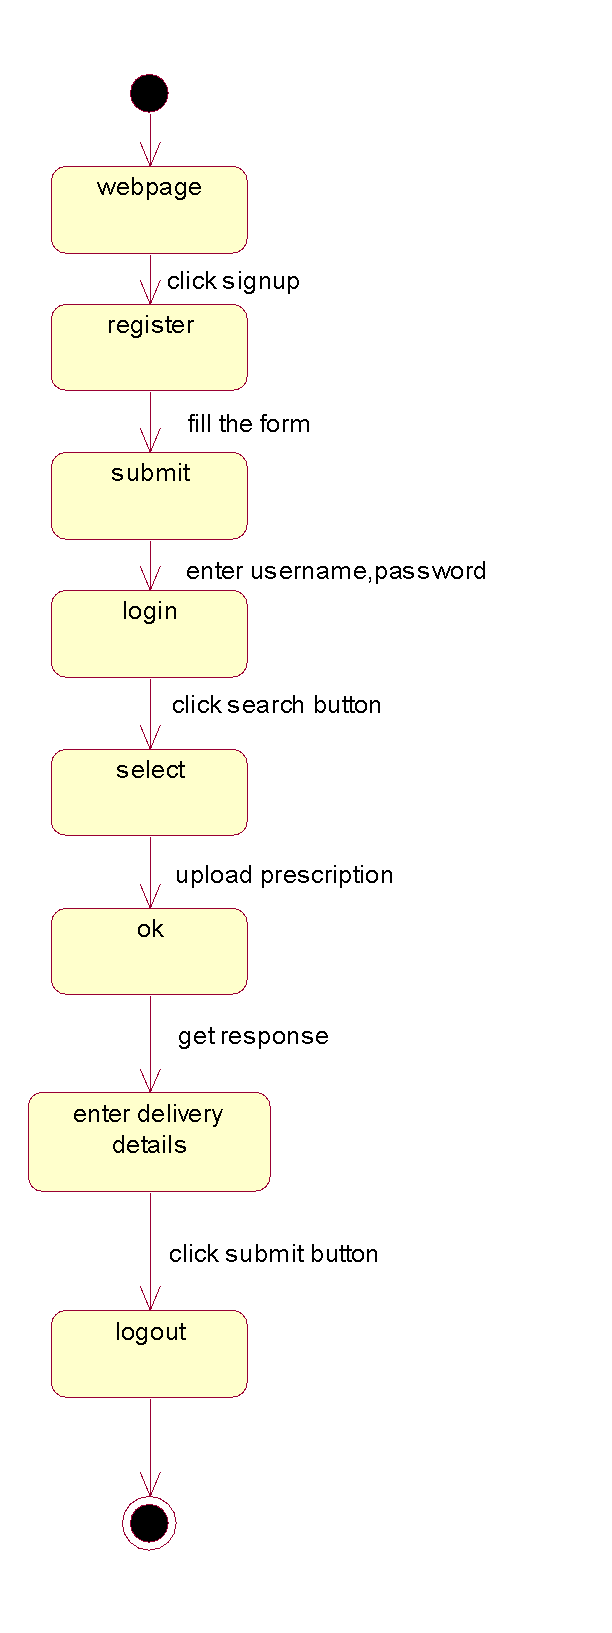 webpage
click signup
register
fill the form
submit
enter username,password
login
click search button
select
upload prescription
ok
get response
enter delivery
details
click submit button
logout